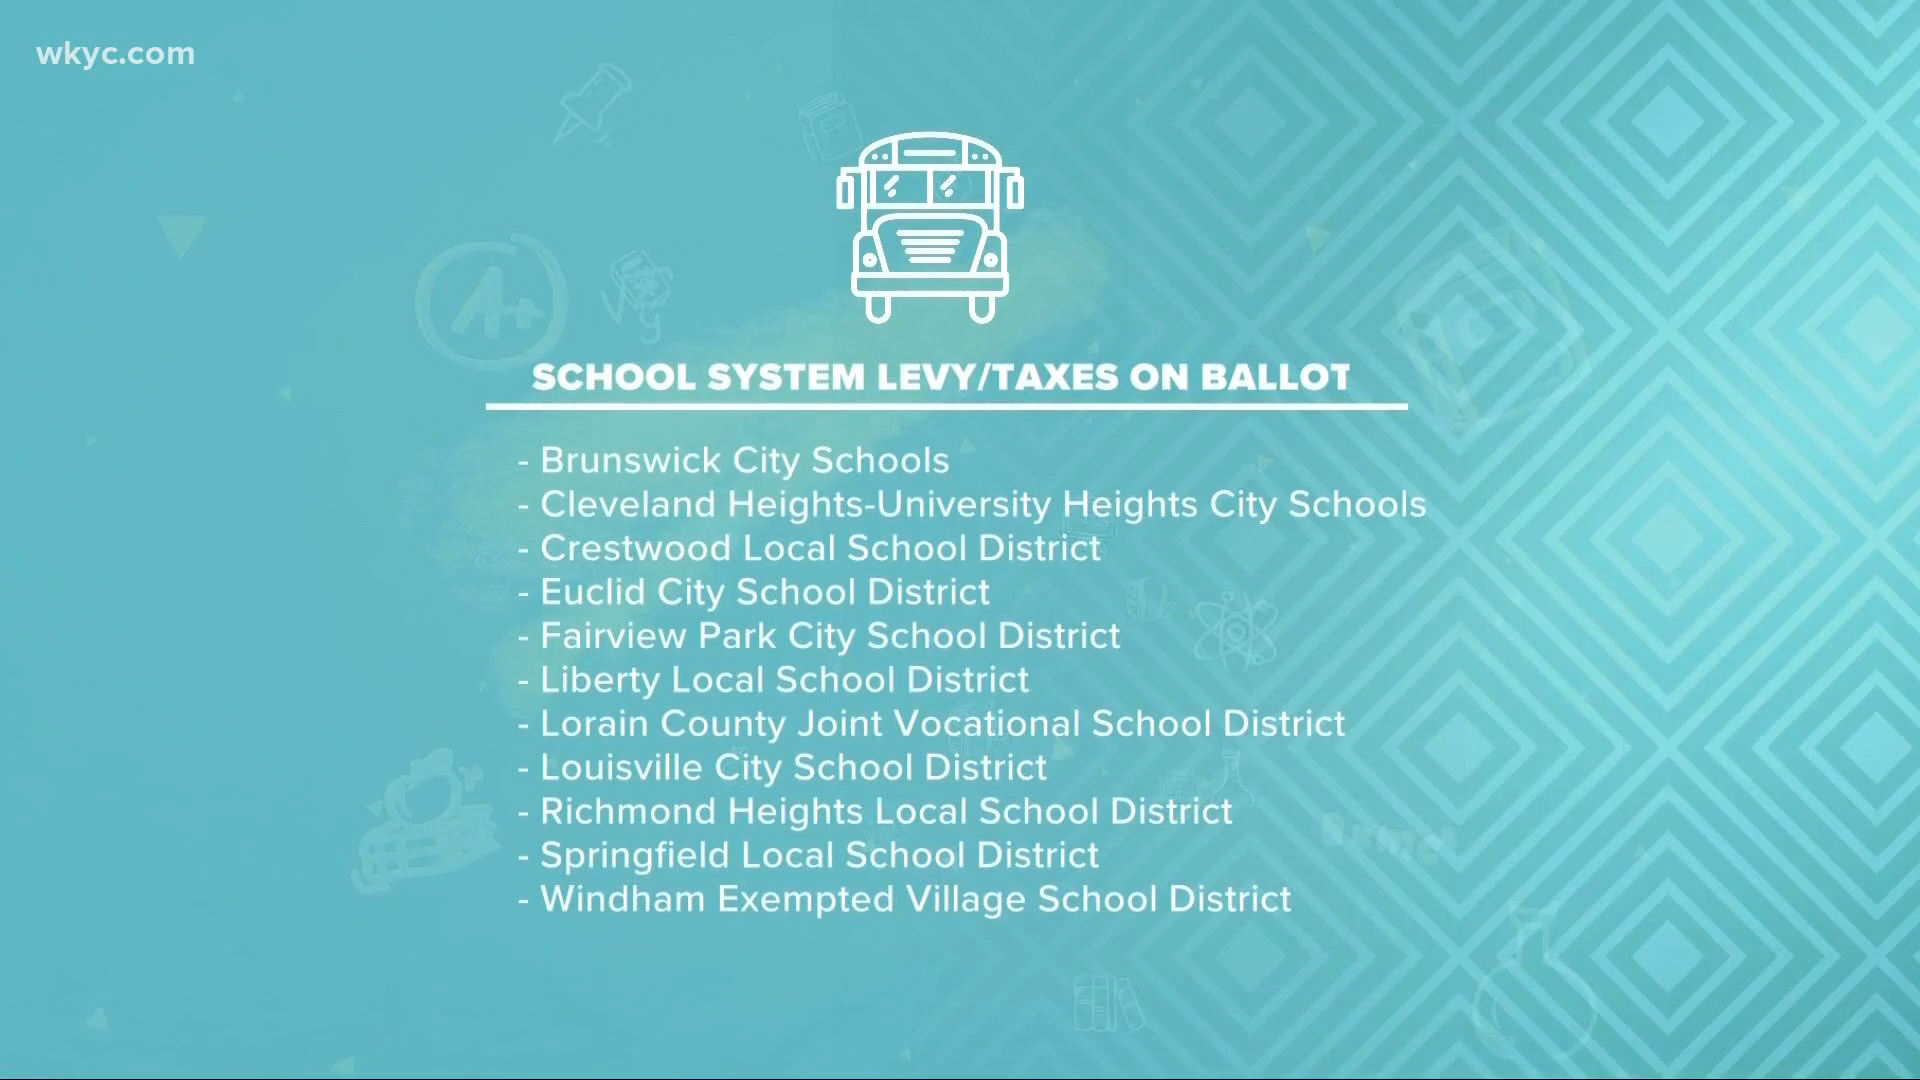 wkyc.com
A+
SCHOOL SYSTEM LEVY/TAXES ON BALLOT
- Brunswick City Schools
- Cleveland Heights-University Heights City Schools
- Crestwood Local School District
- Euclid City School District
- Fairview Park City School District
- Liberty Local School District
- Lorain County Joint Vocational School District
- Louisville City School District
- Richmond Heights Local School District
- Springfield Local School District
- Windham Exempted Village School District